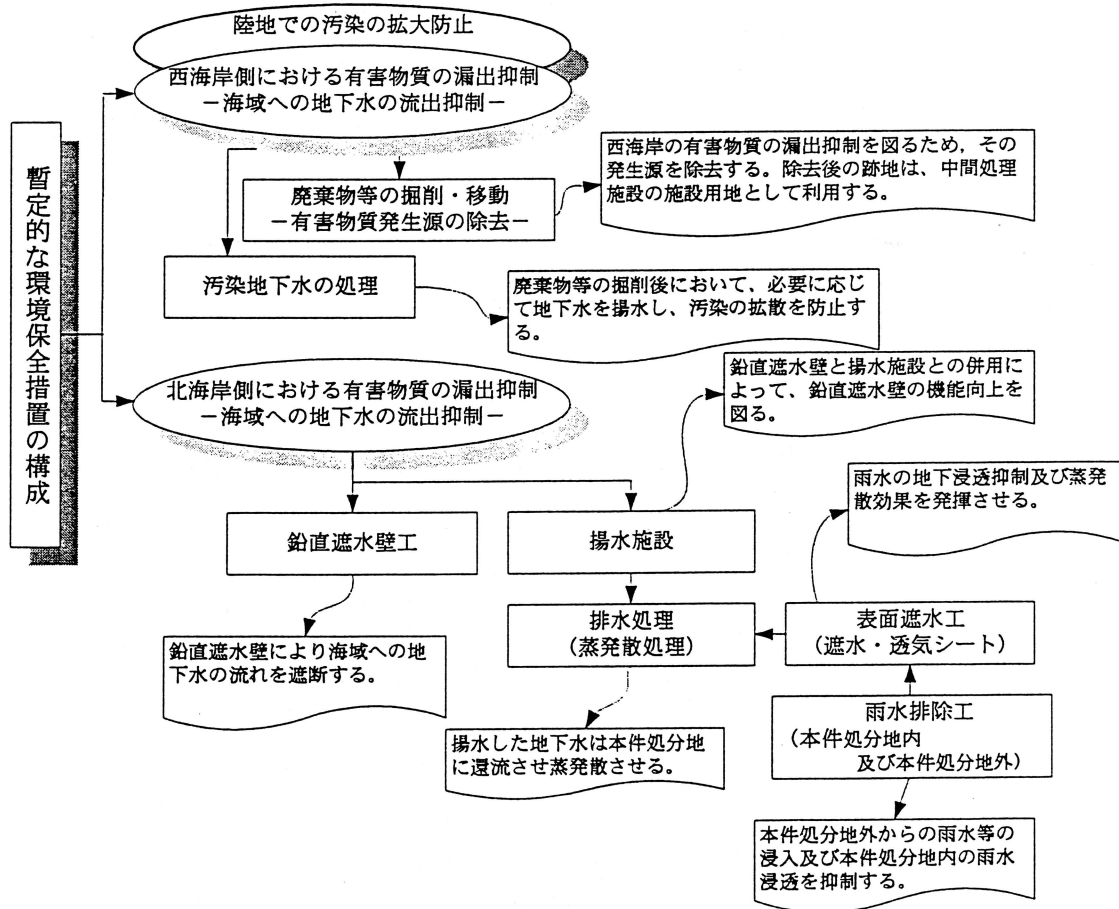 暫定的な環境保全措置の構成
陸地での汚染の拡大防止
西海岸側における有害物質の漏出抑制
－海域への地下水の流出抑制－
廃棄物等の掘削・移動
－有害物質発生源の除去－
西海岸の有害物質の漏出抑制を図るため，その
発生源を除去する。除去後の跡地は、中間処理
施設の施設用地として利用する。
汚染地下水の処理
廃棄物等の掘削後において、必要に応じ
て地下水を揚水し、汚染の拡散を防止す
る。
北海岸側における有害物質の漏出抑制
－海域への地下水の流出抑制－
鉛直遮水壁と揚水施設との併用に
よって、鉛直遮水壁の機能向上を
図る。
鉛直遮水壁工
揚水施設
雨水の地下浸透抑制及び蒸発
散効果を発揮させる。
鉛直遮水壁により海域への地
下水の流れを遮断する。
排水処理
（蒸発散処理）
表面遮水工
（遮水・透気シート）
揚水した地下水は本件処分地
に還流させ蒸発散させる。
雨水排除工
（本件処分地内
及び本件処分地外）
本件処分地外からの雨水等の
浸入及び本件処分地内の雨水
浸透を抑制する。